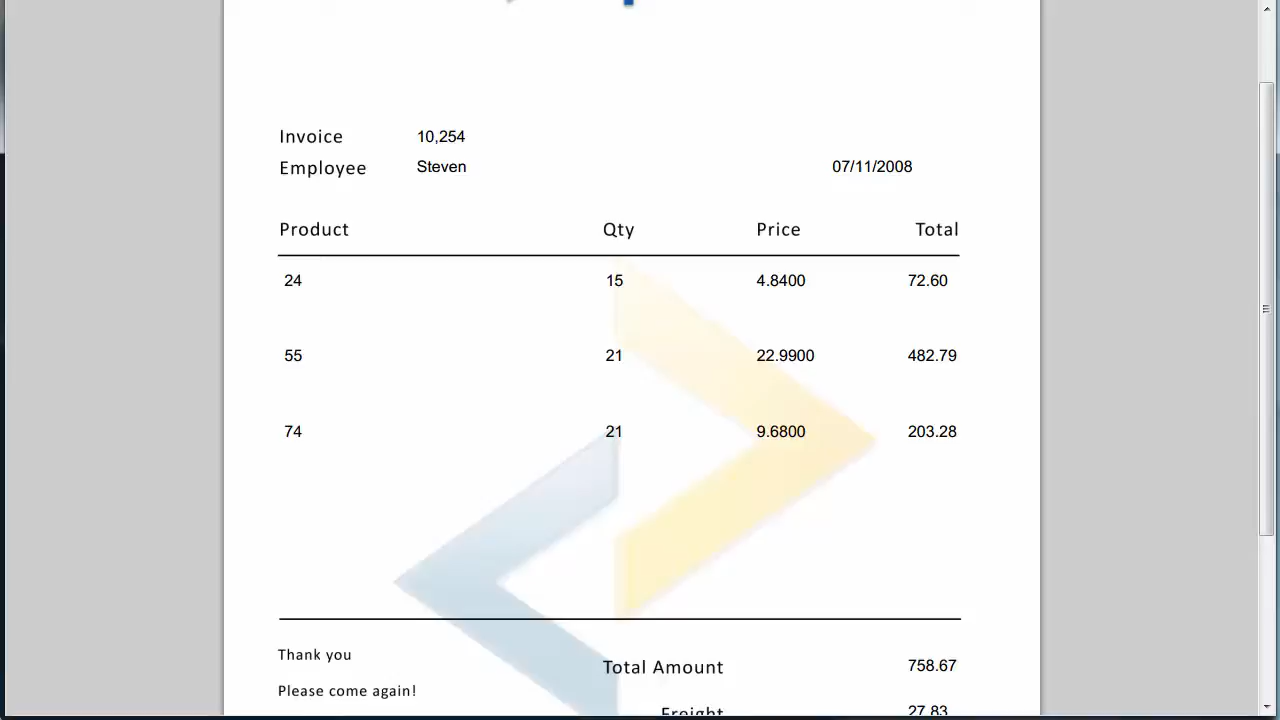 Invoice 10,254
Employee Steven 07/11/2008
Product Qty Price Total
24 15 4.8400 72.60
55 21 22.9900 482.79
74 21 9.6800 203.28
Thank you
Total Amount 758.67
Please come again!
Freight 27.83